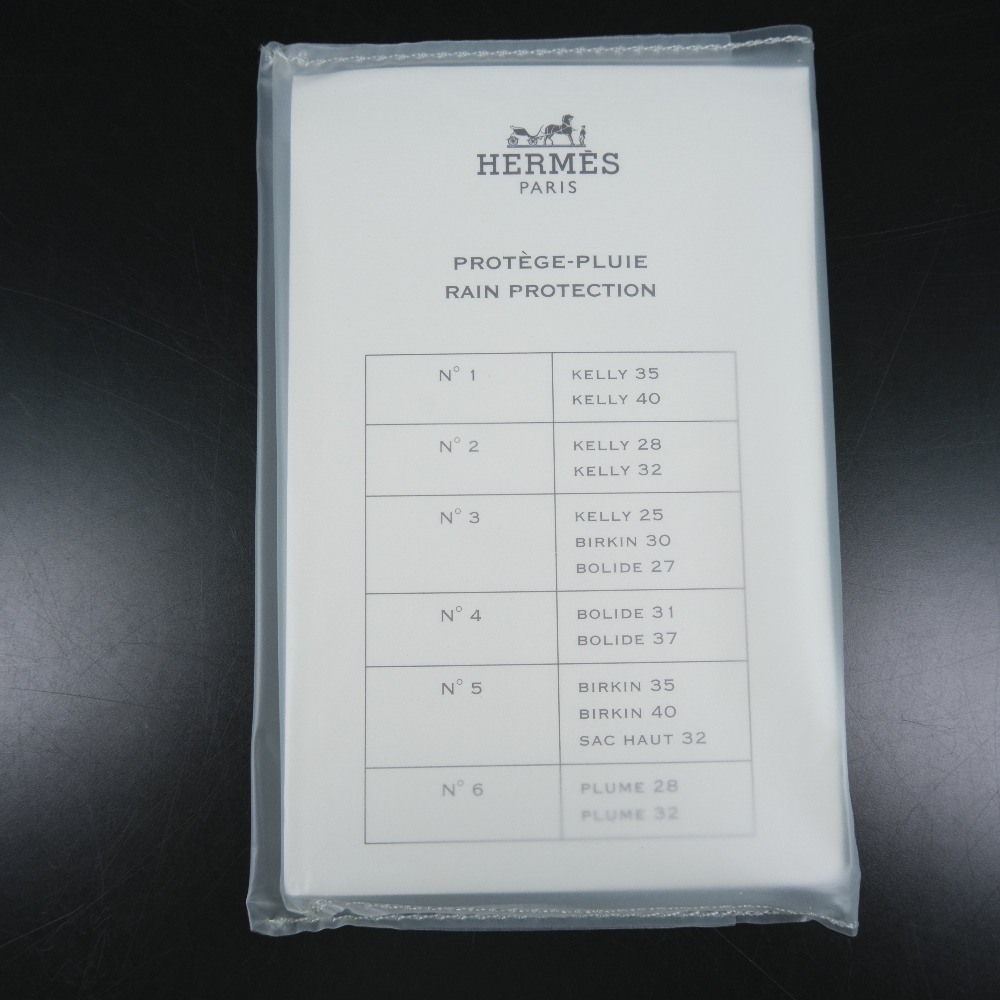 HERMÈS
PARIS
PROTÈGE-PLUIE
RAIN PROTECTION
N° 1 KELLY 35
KELLY 40
N° 2 KELLY 28
KELLY 32
N° 3 KELLY 25
BIRKIN 30
BOLIDE 27
N° 4 BOLIDE 31
BOLIDE 37
N° 5 BIRKIN 35
BIRKIN 40
SAC HAUT 32
N° 6 PLUME 28
PLUME 32